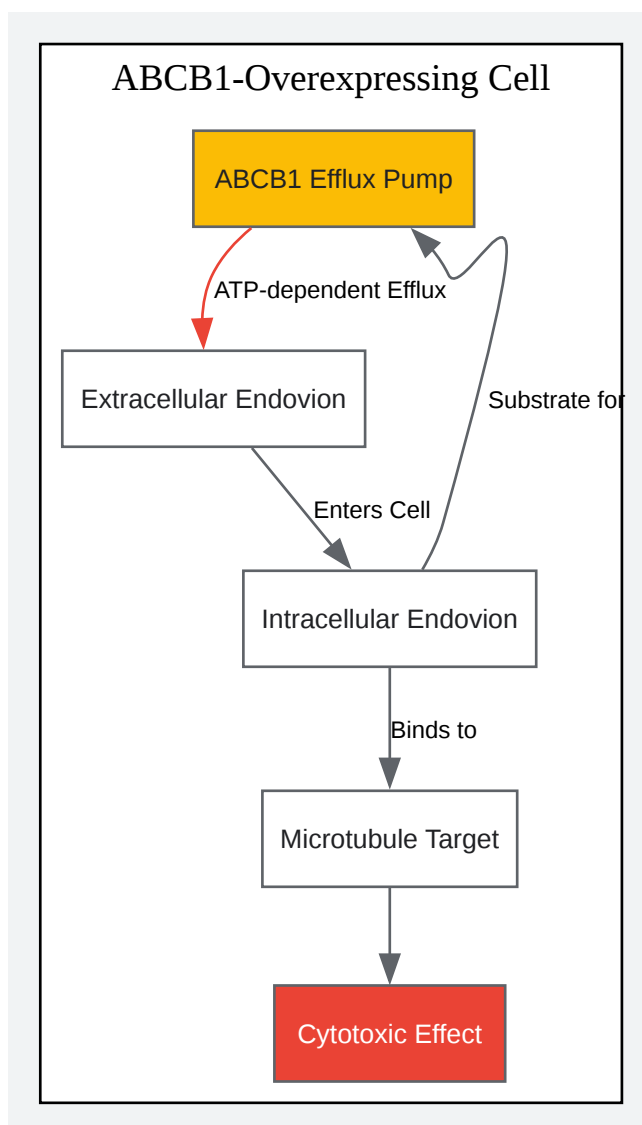 ABCB1-Overexpressing Cell
ABCB1 Efflux Pump
ATP-dependent Efflux
Extracellular Endovion
Substrate for
Enters Cell
Intracellular Endovion
Binds to
Microtubule Target
Cytotoxic Effect